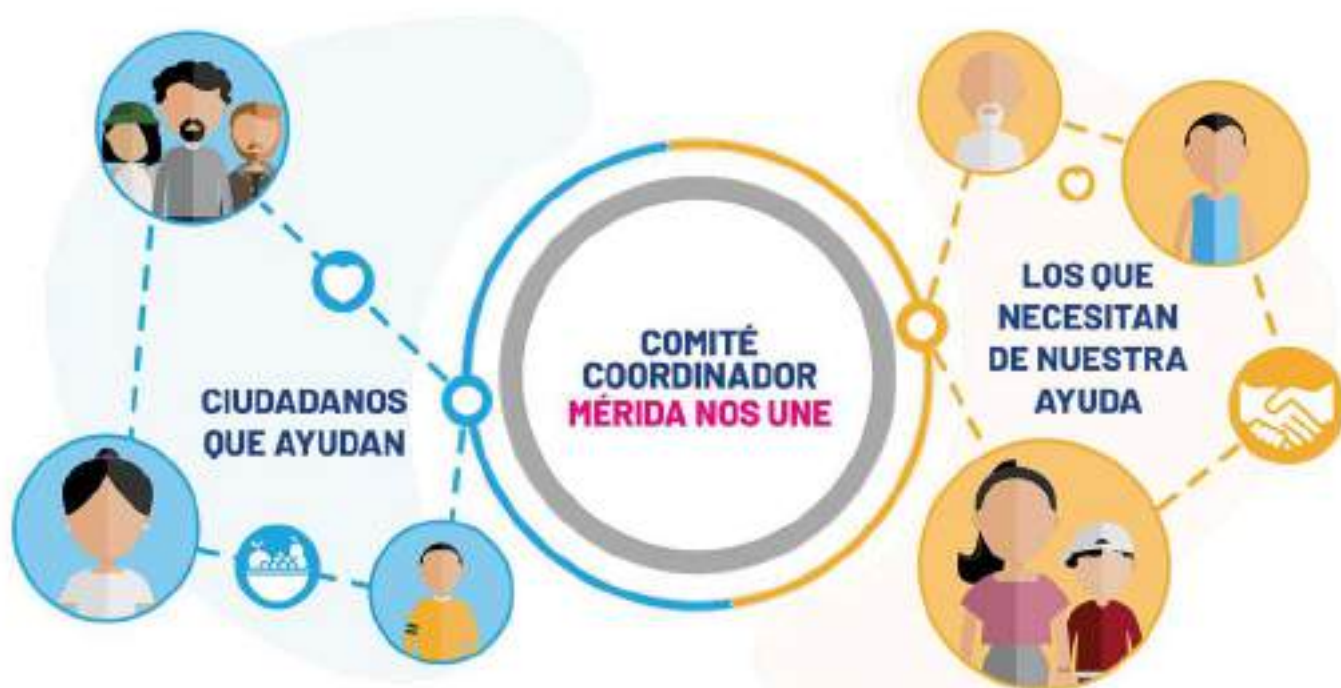 CIUDADANOS
QUE AYUDAN
COMITÉ
COORDINADOR
MÉRIDA NOS UNE
LOS QUE
NECESITAN
DE NUESTRA
AYUDA